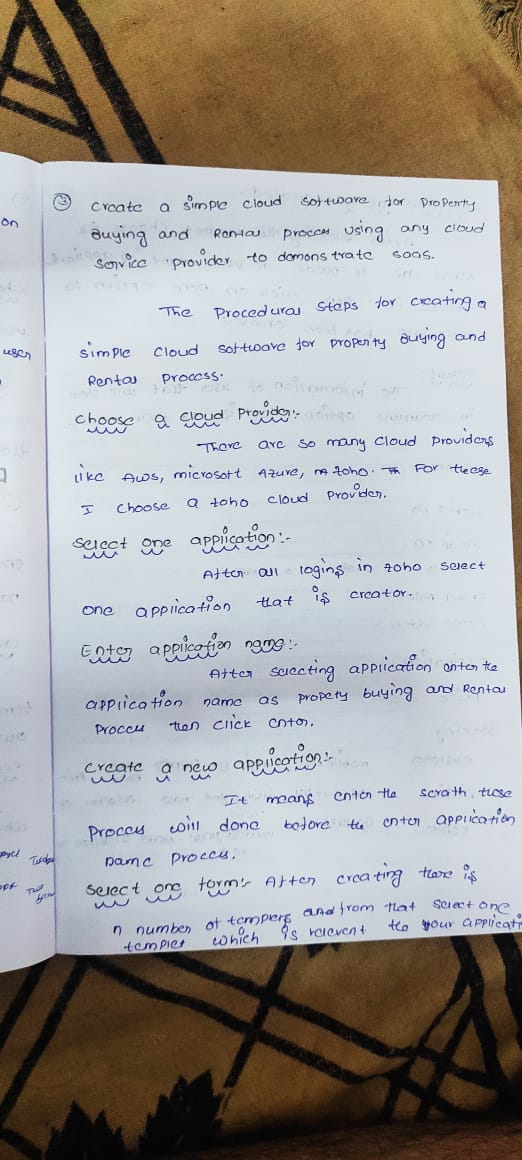 ③ Create a simple cloud software for property
Buying and Rental process using any cloud
service provider to demonstrate SaaS.
The Procedural steps for creating a
simple cloud software for property Buying and
Rental process.
choose a cloud provider:-
There are so many cloud providers
like AWS, microsoft Azure, zoho. For these
I choose a zoho cloud provider.
select one application:-
After all logins in zoho select
one application that is creator.
Enter application name:-
After selecting application enter the
application name as propety buying and Rental
process then click enter.
create a new application:-
It means enter the scrath. these
process will done before the enter application
name process.
select one form:- After creating there is
n number of templers and from that select one
templet which is relevent the your applicati
on
user